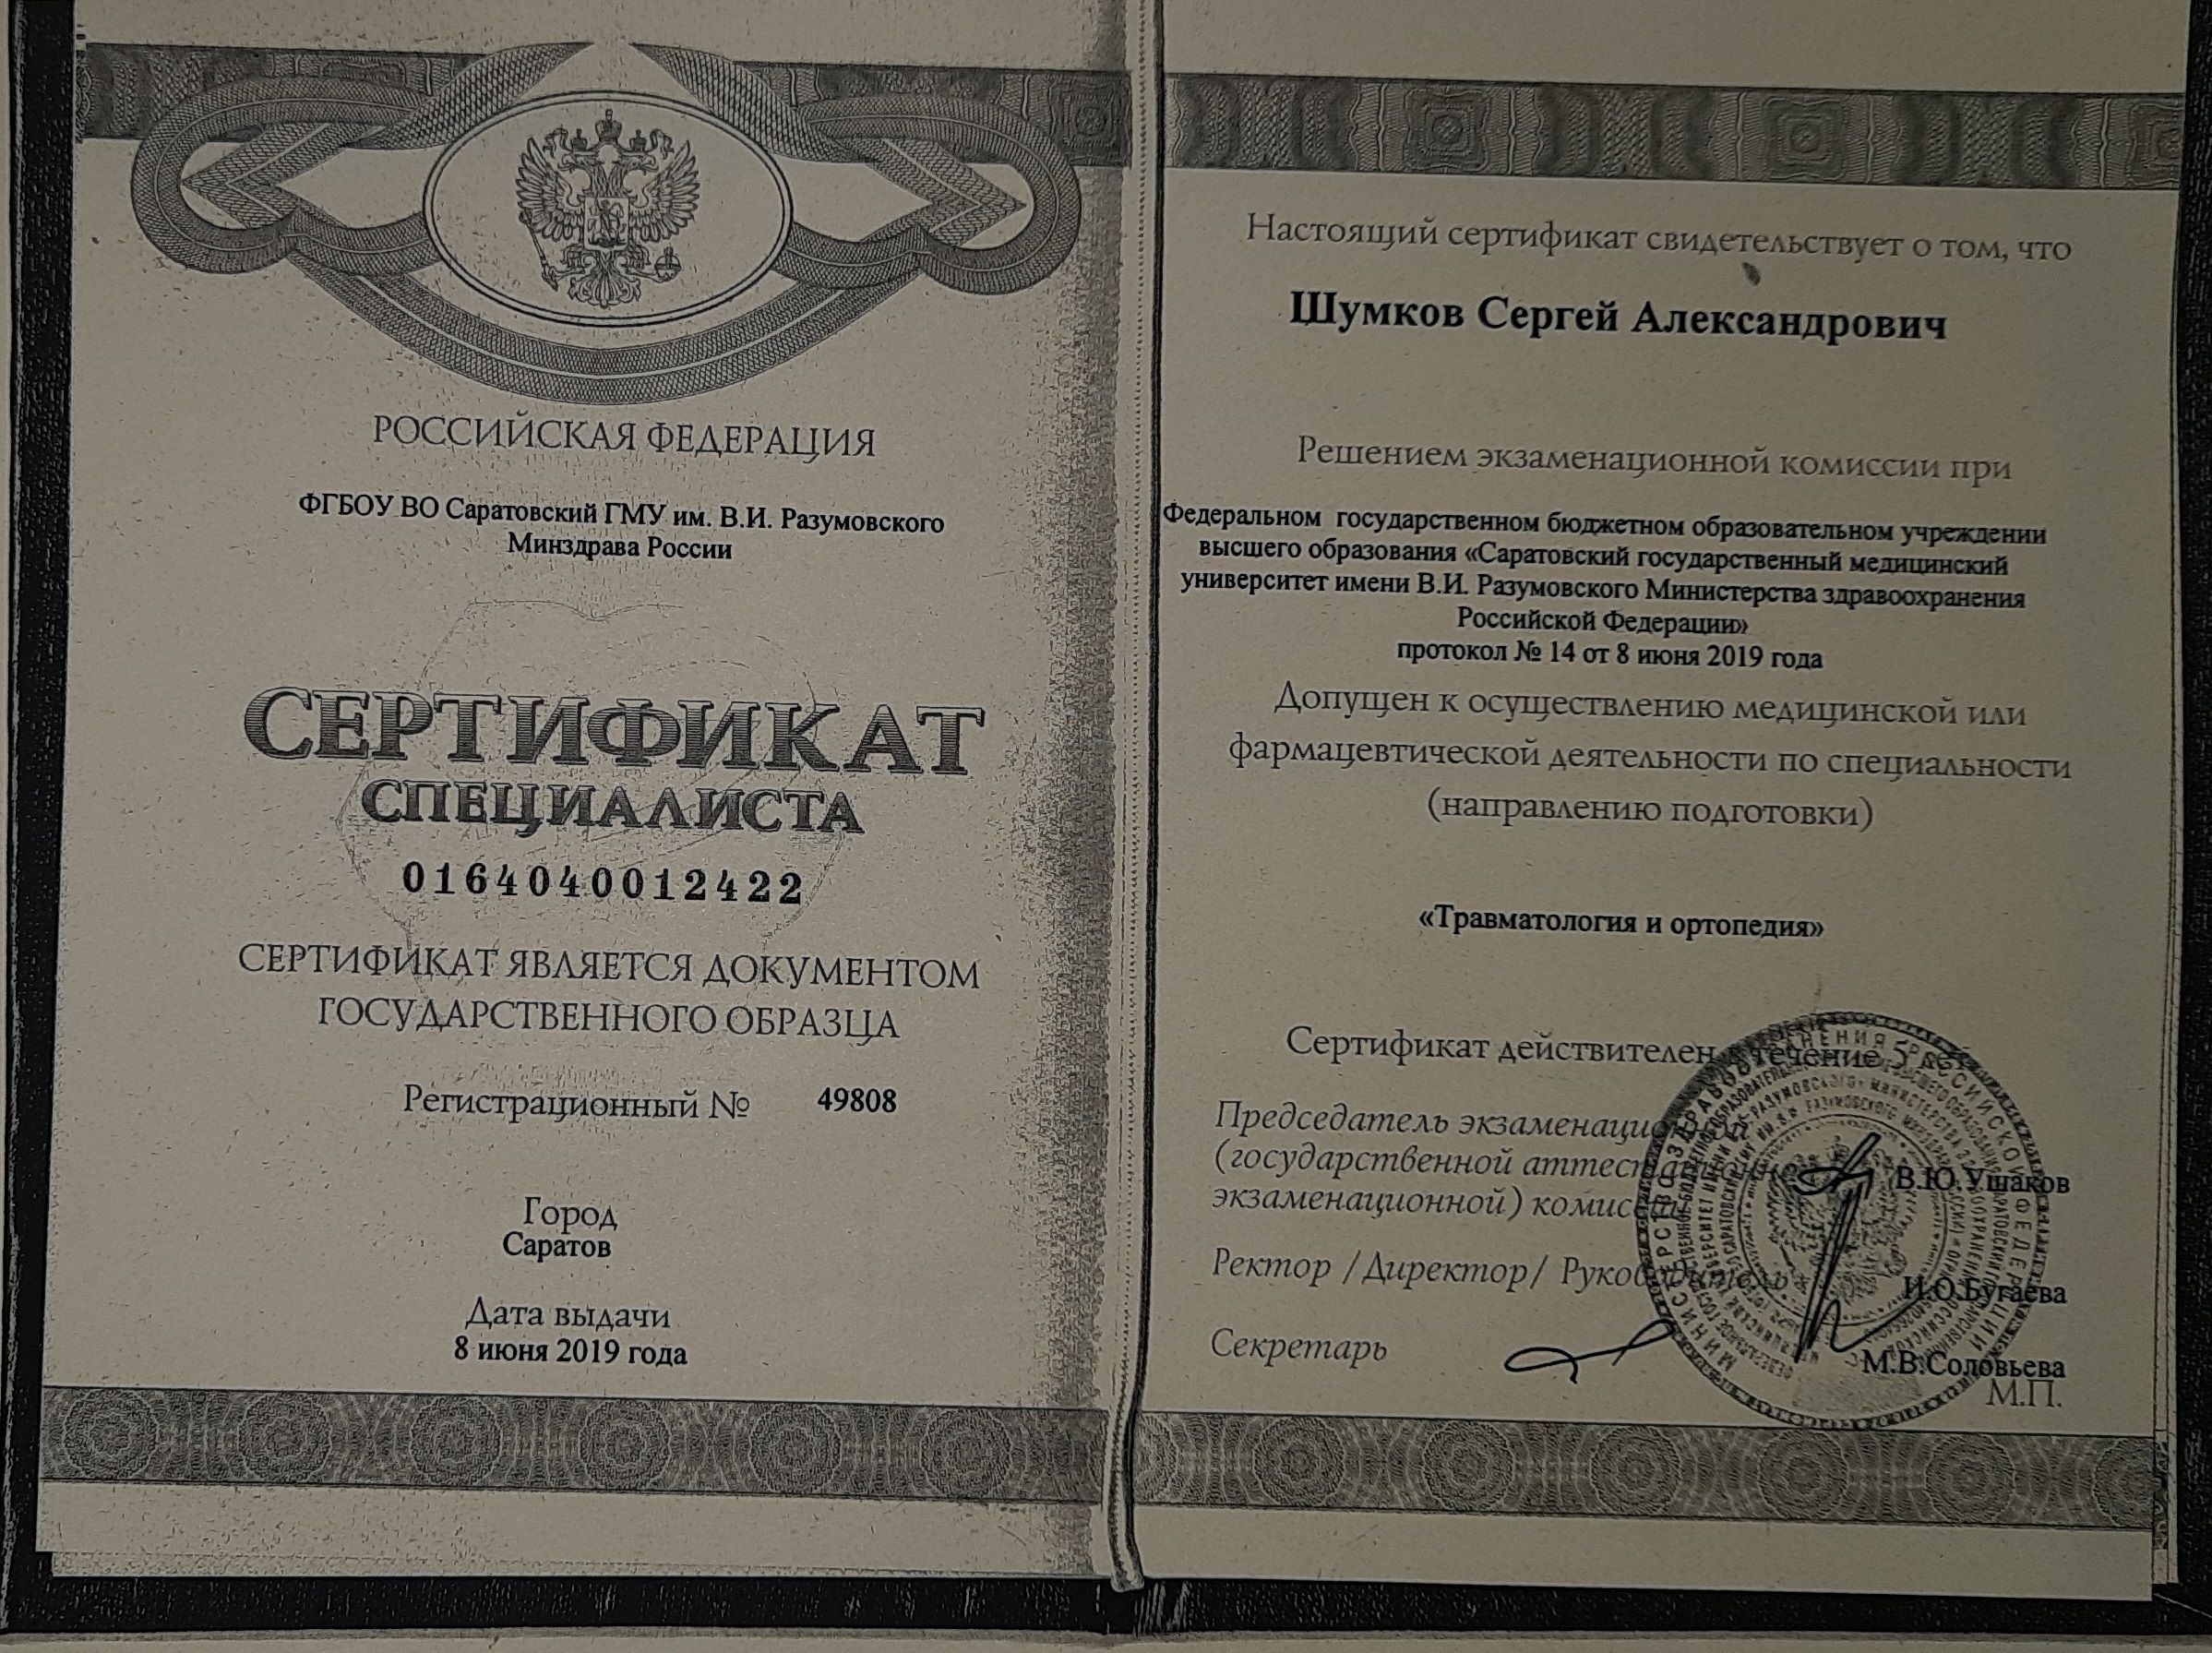 РОССИЙСКАЯ ФЕДЕРАЦИЯ
ФГБОУ ВО Саратовский ГМУ им. В.И. Разумовского
Минздрава России
СЕРТИФИКАТ
СПЕЦИАЛИСТА
0164040012422
СЕРТИФИКАТ ЯВЛЯЕТСЯ ДОКУМЕНТОМ
ГОСУДАРСТВЕННОГО ОБРАЗЦА
Регистрационный № 49808
Город
Саратов
Дата выдачи
8 июня 2019 года
Настоящий сертификат свидетельствует о том, что
Шумков Сергей Александрович
Решением экзаменационной комиссии при
Федеральном государственном бюджетном образовательном учреждении
высшего образования «Саратовский государственный медицинский
университет имени В.И. Разумовского Министерства здравоохранения
Российской Федерации»
протокол № 14 от 8 июня 2019 года
Допущен к осуществлению медицинской или
фармацевтической деятельности по специальности
(направлению подготовки)
«Травматология и ортопедия»
Сертификат действителен в течение 5 лет
Председатель экзаменационной
(государственной аттестационной,
экзаменационной) комиссии В.Ю.Ушаков
Ректор /Директор/ Руководитель И.О.Бугаева
Секретарь М.В.Соловьева
М.П.
МИНИСТЕРСТВО ЗДРАВООХРАНЕНИЯ РОССИЙСКОЙ ФЕДЕРАЦИИ